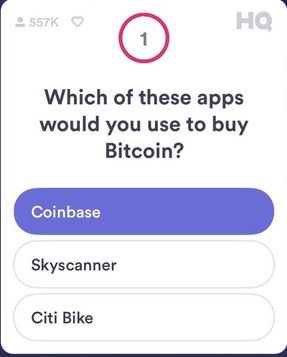 557K
1
HQ
Which of these apps
would you use to buy
Bitcoin?
Coinbase
Skyscanner
Citi Bike